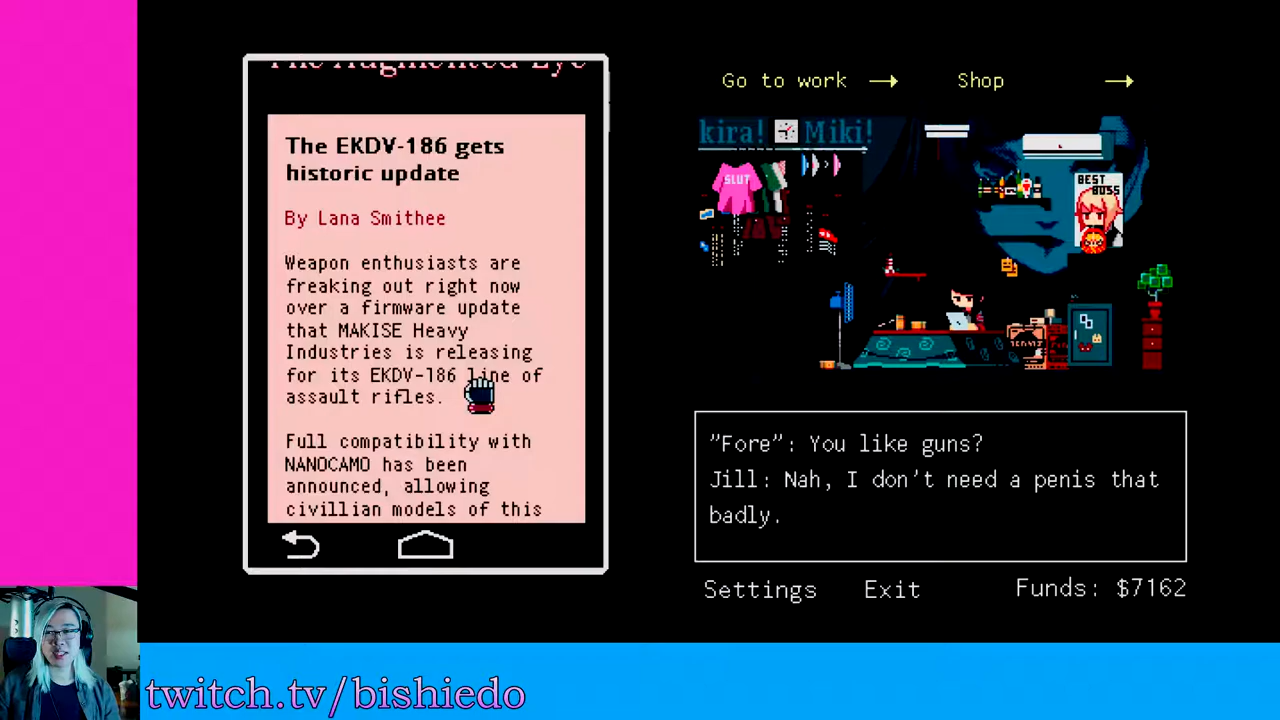 The Augmented Eye
The EKDV-186 gets
historic update
By Lana Smithee
Weapon enthusiasts are
freaking out right now
over a firmware update
that MAKISE Heavy
Industries is releasing
for its EKDV-186 line of
assault rifles.
Full compatibility with
NANOCAMO has been
announced, allowing
civillian models of this
Go to work →
Shop →
kira! Miki!
SLUT
BEST
BOSS
"Fore": You like guns?
Jill: Nah, I don't need a penis that
badly.
Settings
Exit
Funds: $7162
twitch.tv/bishiedo